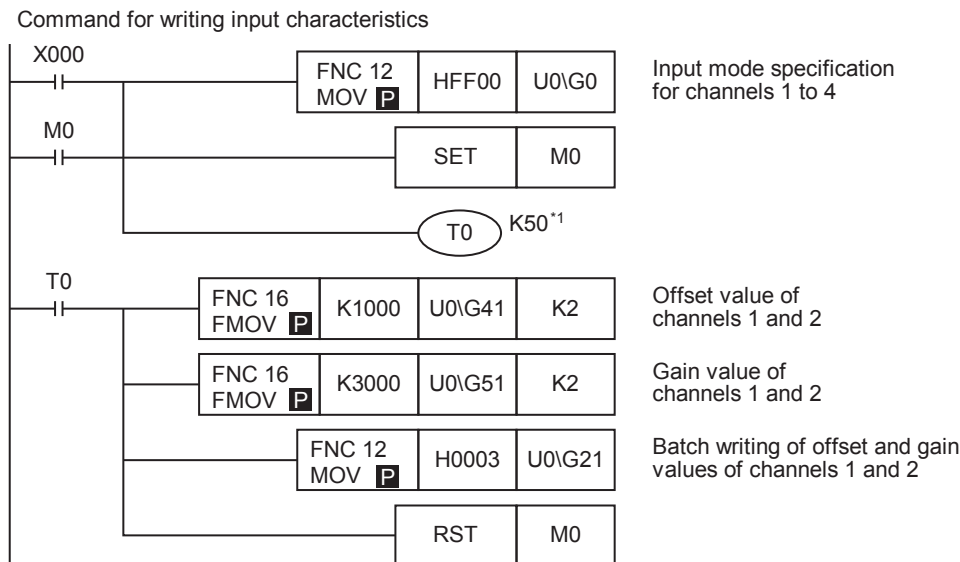 Command for writing input characteristics
X000
FNC 12
MOV P
HFF00
U0\G0
Input mode specification
for channels 1 to 4
M0
SET
M0
T0
K50*1
T0
FNC 16
FMOV P
K1000
U0\G41
K2
Offset value of
channels 1 and 2
FNC 16
FMOV P
K3000
U0\G51
K2
Gain value of
channels 1 and 2
FNC 12
MOV P
H0003
U0\G21
Batch writing of offset and gain
values of channels 1 and 2
RST
M0